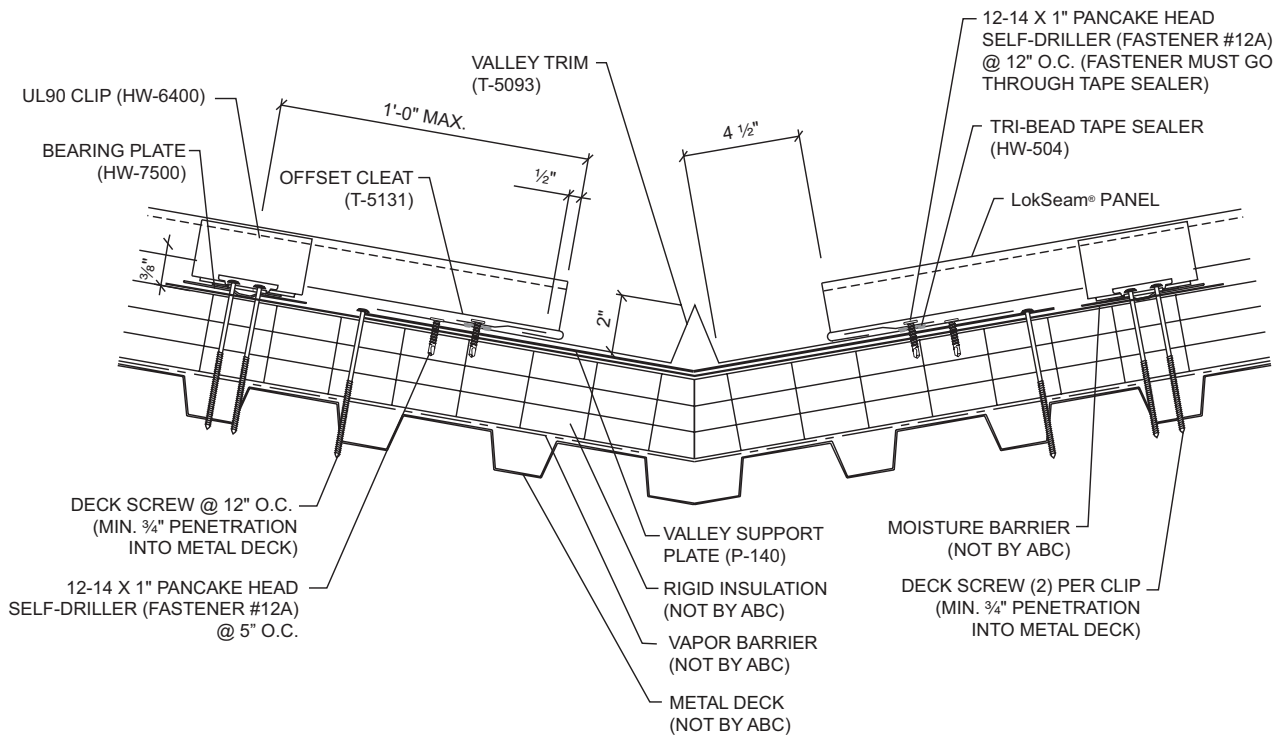 12-14 X 1" PANCAKE HEAD
SELF-DRILLER (FASTENER #12A)
@ 12" O.C. (FASTENER MUST GO
THROUGH TAPE SEALER)
VALLEY TRIM
(T-5093)
UL90 CLIP (HW-6400)
1'-0" MAX.
4 ½"
TRI-BEAD TAPE SEALER
(HW-504)
BEARING PLATE
(HW-7500)
OFFSET CLEAT
(T-5131)
½"
LokSeam® PANEL
⅜"
2"
DECK SCREW @ 12" O.C.
(MIN. ¾" PENETRATION
INTO METAL DECK)
12-14 X 1" PANCAKE HEAD
SELF-DRILLER (FASTENER #12A)
@ 5” O.C.
VALLEY SUPPORT
PLATE (P-140)
RIGID INSULATION
(NOT BY ABC)
VAPOR BARRIER
(NOT BY ABC)
METAL DECK
(NOT BY ABC)
MOISTURE BARRIER
(NOT BY ABC)
DECK SCREW (2) PER CLIP
(MIN. ¾" PENETRATION
INTO METAL DECK)